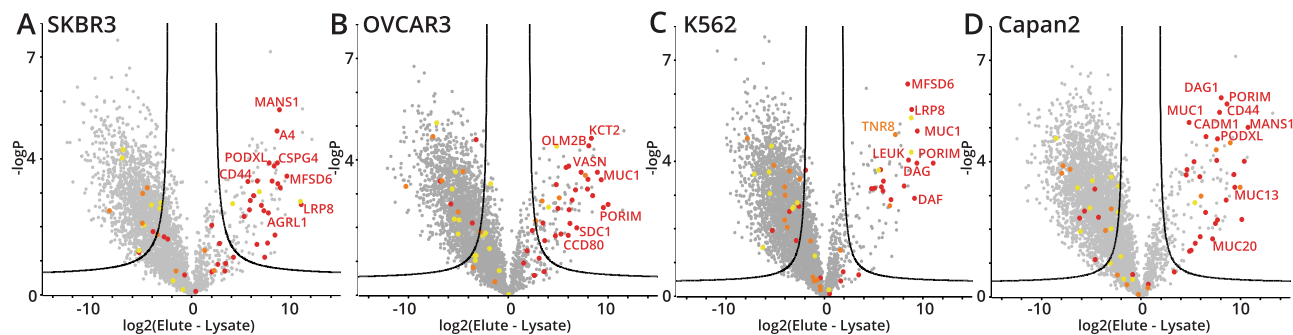 A SKBR3
-logP
7
4
0
MANS1
A4
PODXL CSPG4
CD44 MFSD6
LRP8
AGRL1
-10 0 10
log2(Elute - Lysate)
B OVCAR3
-logP
7
4
0
KCT2
OLM2B
VASN
MUC1
PORIM
SDC1
CCD80
-10 0 10
log2(Elute - Lysate)
C K562
-logP
7
4
0
MFSD6
LRP8
TNR8
MUC1
LEUK PORIM
DAG
DAF
-10 0 10
log2(Elute - Lysate)
D Capan2
-logP
7
4
0
DAG1 PORIM
MUC1 CD44
CADM1 MANS1
PODXL
MUC13
MUC20
-10 0 10
log2(Elute - Lysate)